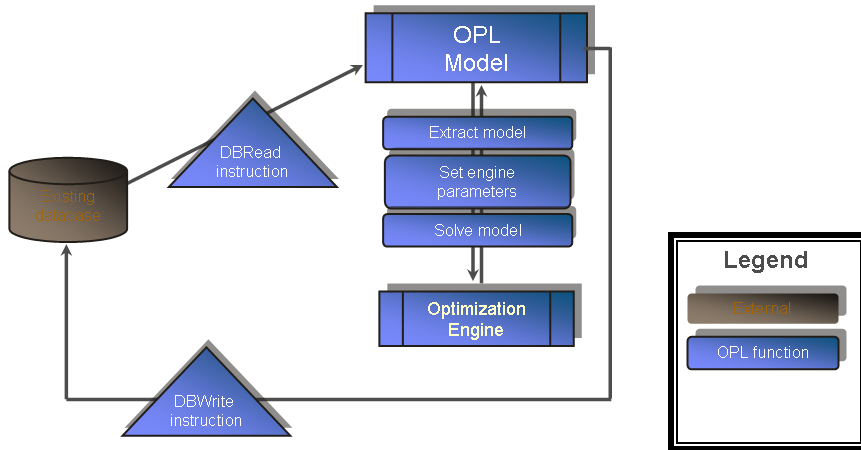 OPL
Model
Extract model
DBRead
instruction
Set engine
parameters
Existing
database
Solve model
Optimization
Engine
DBWrite
instruction
Legend
External
OPL function